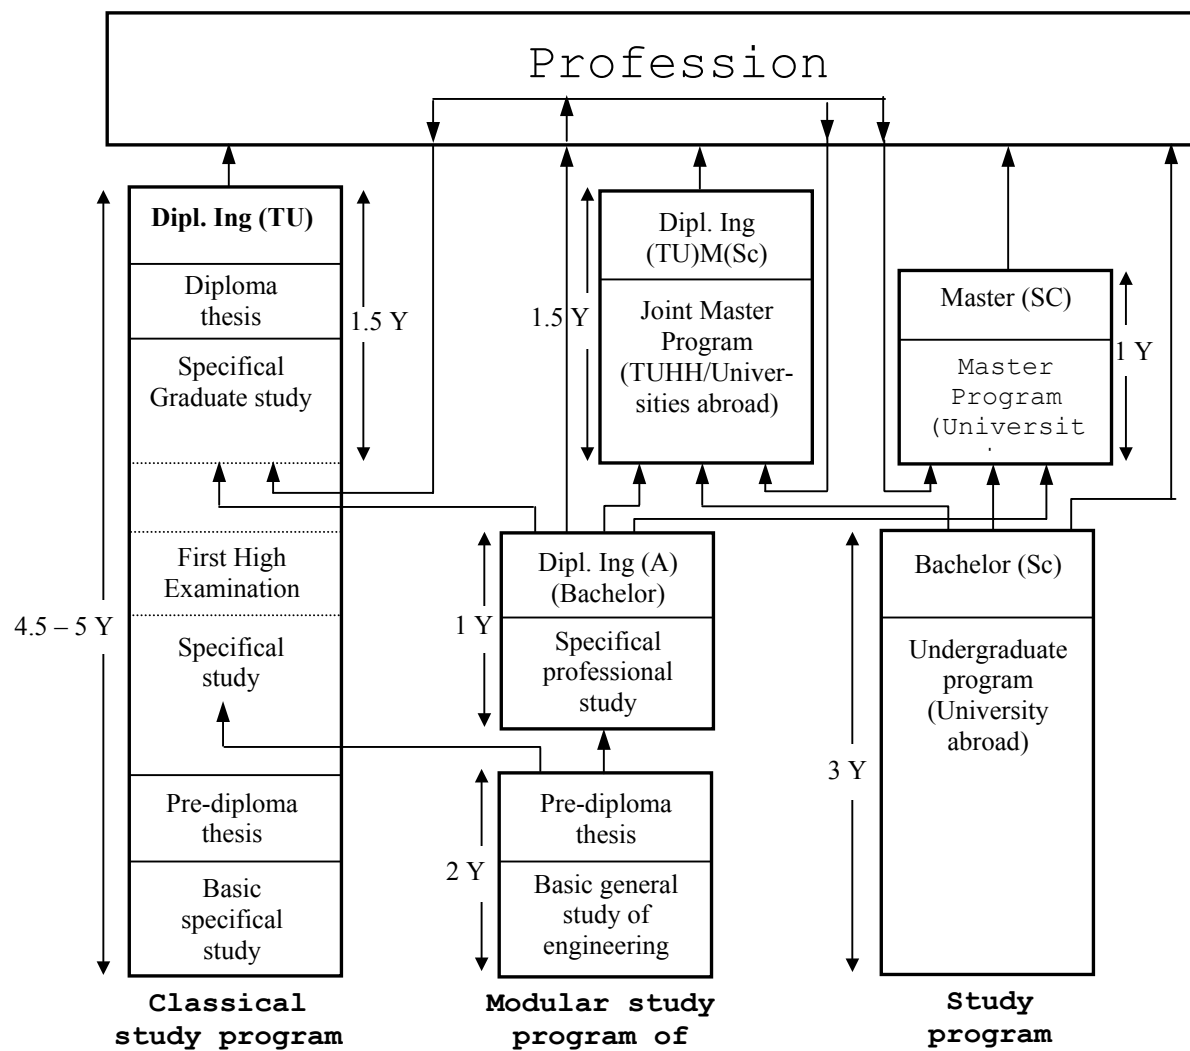 Profession
Dipl. Ing (TU)
Diploma
thesis
1.5 Y
Specifical
Graduate study
First High
Examination
4.5 – 5 Y
Specifical
study
Pre-diploma
thesis
Basic
specifical
study
Classical
study program
Dipl. Ing
(TU)M(Sc)
1.5 Y
Joint Master
Program
(TUHH/Univer-
sities abroad)
Dipl. Ing (A)
(Bachelor)
1 Y
Specifical
professional
study
Pre-diploma
thesis
2 Y
Basic general
study of
engineering
Modular study
program of
Master (SC)
1 Y
Master
Program
(Universit
Bachelor (Sc)
Undergraduate
program
(University
abroad)
3 Y
Study
program